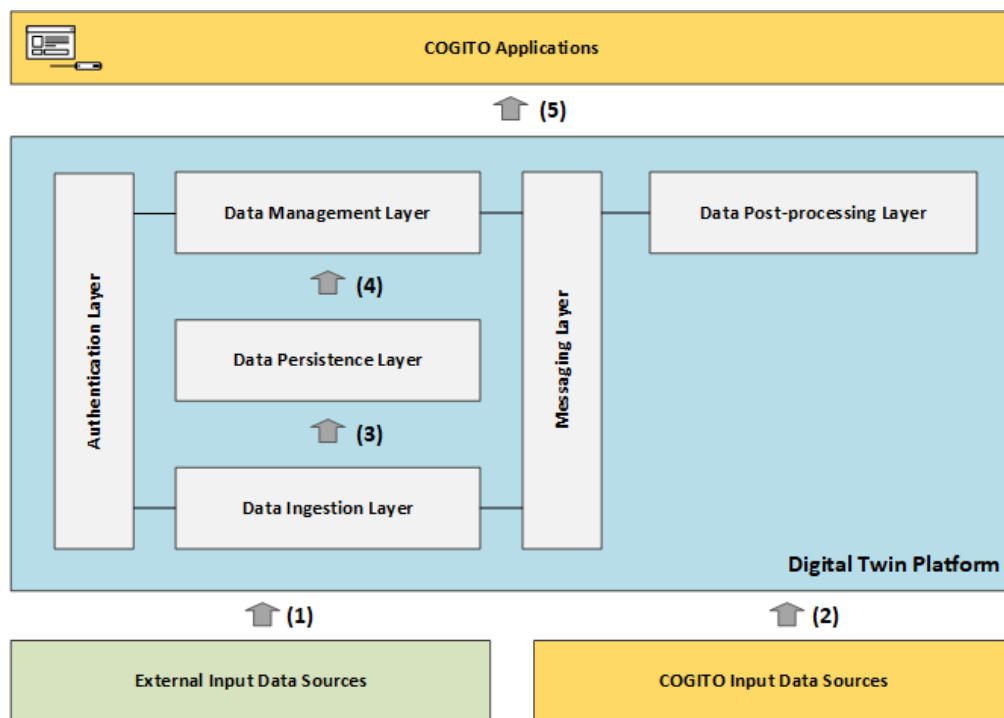 COGITO Applications
(5)
Data Management Layer
Data Post-processing Layer
(4)
Authentication Layer
Data Persistence Layer
Messaging Layer
(3)
Data Ingestion Layer
Digital Twin Platform
(1)
(2)
External Input Data Sources
COGITO Input Data Sources